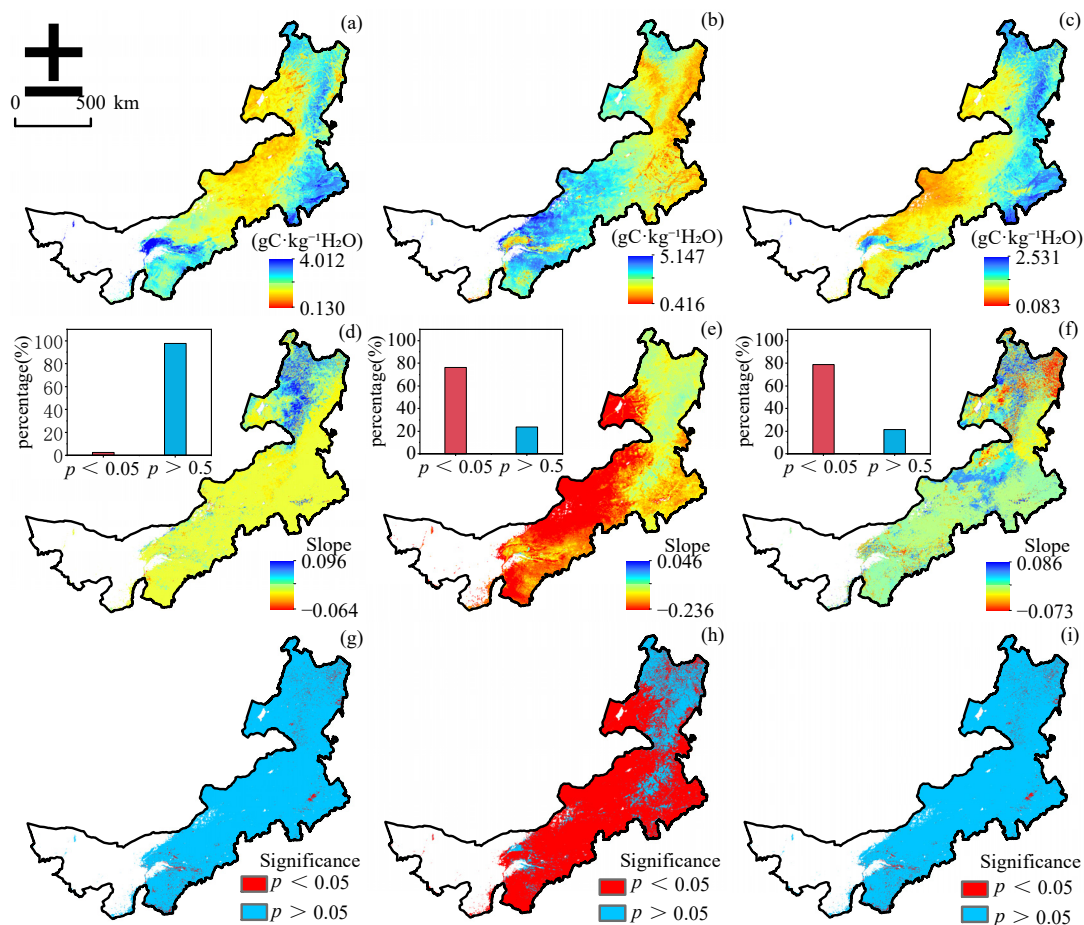 (a)
(b)
(c)
0 500 km
(gC·kg⁻¹H₂O)
4.012
0.130
(gC·kg⁻¹H₂O)
5.147
0.416
(gC·kg⁻¹H₂O)
2.531
0.083
(d)
percentage(%)
100
80
60
40
20
0
p < 0.05 p > 0.5
Slope
0.096
−0.064
(e)
percentage(%)
100
80
60
40
20
0
p < 0.05 p > 0.5
Slope
0.046
−0.236
(f)
percentage(%)
100
80
60
40
20
0
p < 0.05 p > 0.5
Slope
0.086
−0.073
(g)
Significance
p < 0.05
p > 0.05
(h)
Significance
p < 0.05
p > 0.05
(i)
Significance
p < 0.05
p > 0.05